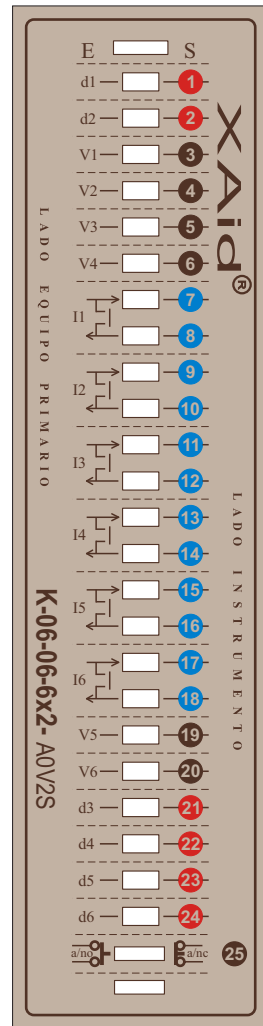 E S
d1 1
d2 2
V1 3
V2 4
V3 5
V4 6
I1 7
8
I2 9
10
I3 11
12
I4 13
14
I5 15
16
I6 17
18
V5 19
V6 20
d3 21
d4 22
d5 23
d6 24
a/no a/nc 25
XAid®
LADO EQUIPO PRIMARIO
LADO INSTRUMENTO
K-06-06-6x2- A0V2S